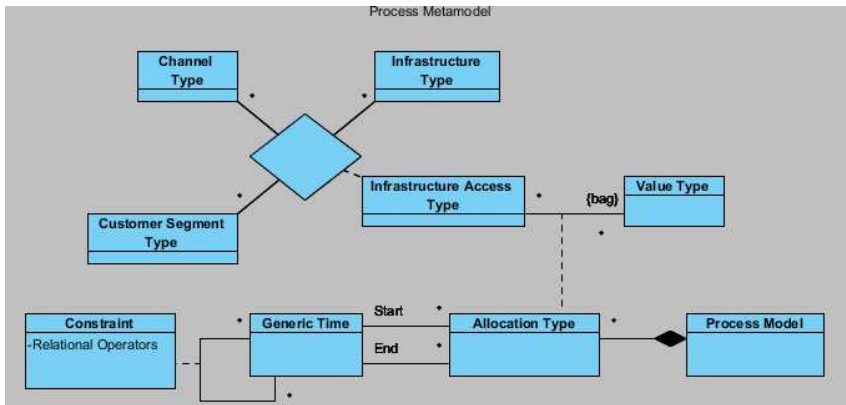 Process Metamodel
Channel
Type
Infrastructure
Type
*
*
Infrastructure Access
Type
*
{bag}
*
Value Type
*
Customer Segment
Type
Constraint
-Relational Operators
*
Generic Time
*
Start
*
End
*
Allocation Type
*
Process Model